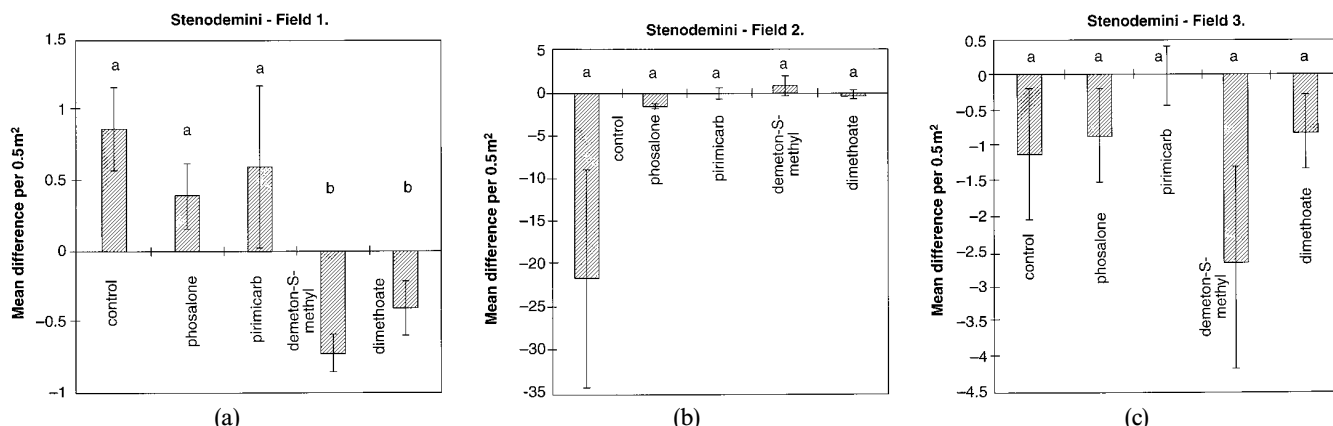 Stenodemini - Field 1.
Mean difference per 0.5m²
1.5
1
0.5
0
−0.5
−1
a
a
a
b
b
control
phosalone
pirimicarb
demeton-S-
methyl
dimethoate
(a)
Stenodemini - Field 2.
Mean difference per 0.5m²
5
0
−5
−10
−15
−20
−25
−30
−35
a
a
a
a
a
control
phosalone
pirimicarb
demeton-S-
methyl
dimethoate
(b)
Stenodemini - Field 3.
Mean difference per 0.5m²
0.5
0
−0.5
−1
−1.5
−2
−2.5
−3
−3.5
−4
−4.5
a
a
a
a
a
control
phosalone
pirimicarb
demeton-S-
methyl
dimethoate
(c)